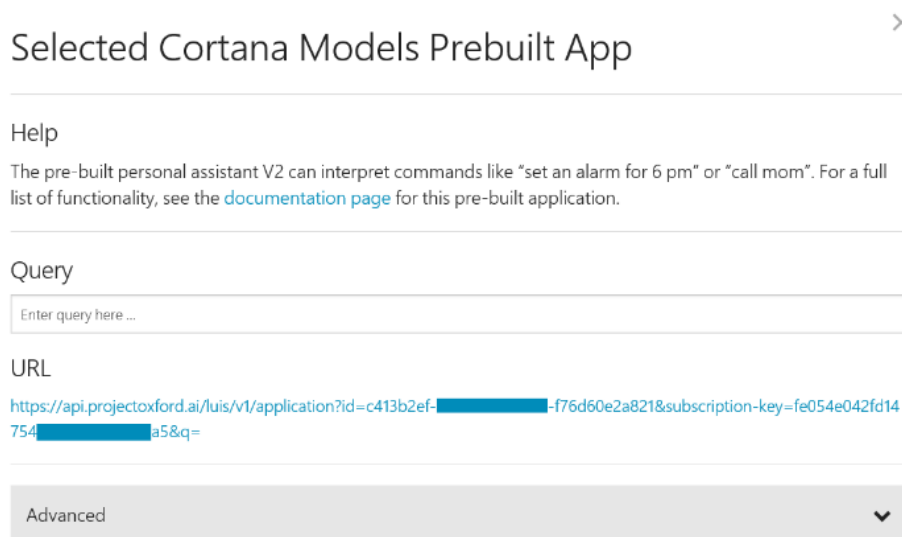 Selected Cortana Models Prebuilt App
Help
The pre-built personal assistant V2 can interpret commands like “set an alarm for 6 pm” or “call mom”. For a full
list of functionality, see the documentation page for this pre-built application.
Query
Enter query here ...
URL
https://api.projectoxford.ai/luis/v1/application?id=c413b2ef- -f76d60e2a821&subscription-key=fe054e042fd14
754 a5&q=
Advanced